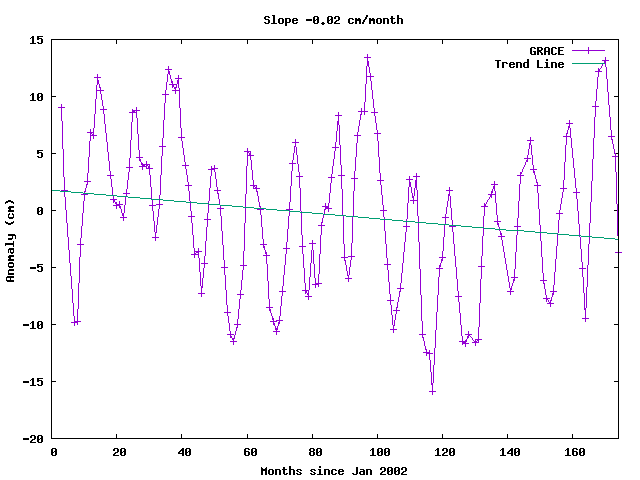 Slope -0.02 cm/month
GRACE
Trend Line
15
10
5
0
-5
-10
-15
-20
Anomaly (cm)
0 20 40 60 80 100 120 140 160
Months since Jan 2002